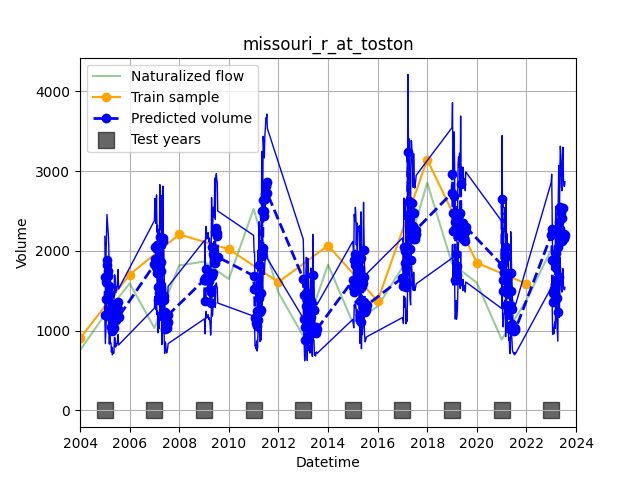 missouri_r_at_toston
Naturalized flow
Train sample
Predicted volume
Test years
Volume
4000
3000
2000
1000
0
2004 2006 2008 2010 2012 2014 2016 2018 2020 2022 2024
Datetime